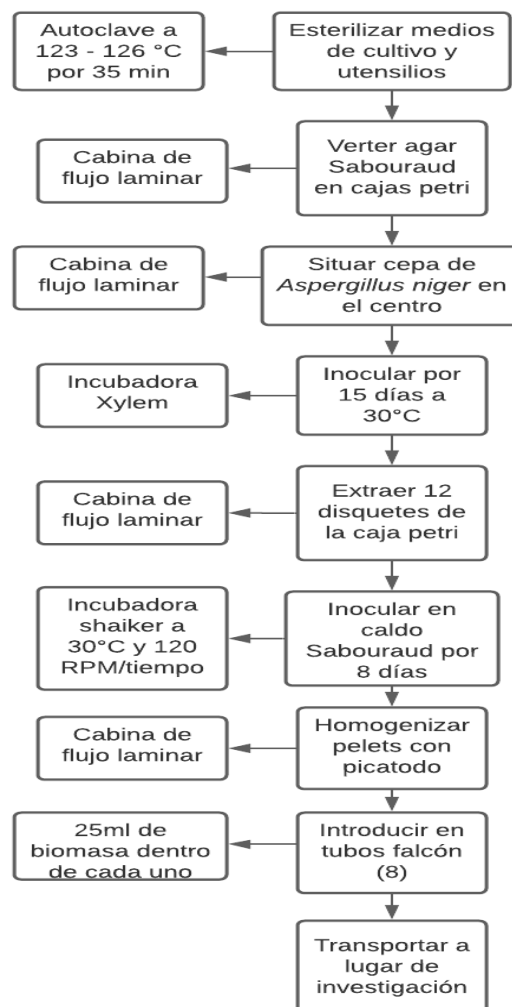 Autoclave a
123 - 126 °C
por 35 min
Esterilizar medios
de cultivo y
utensilios
Cabina de
flujo laminar
Verter agar
Sabouraud
en cajas petri
Cabina de
flujo laminar
Situar cepa de
Aspergillus niger en
el centro
Incubadora
Xylem
Inocular por
15 días a
30°C
Cabina de
flujo laminar
Extraer 12
disquetes de
la caja petri
Incubadora
shaiker a
30°C y 120
RPM/tiempo
Inocular en
caldo
Sabouraud por
8 días
Cabina de
flujo laminar
Homogenizar
pelets con
picatodo
25ml de
biomasa dentro
de cada uno
Introducir en
tubos falcón
(8)
Transportar a
lugar de
investigación